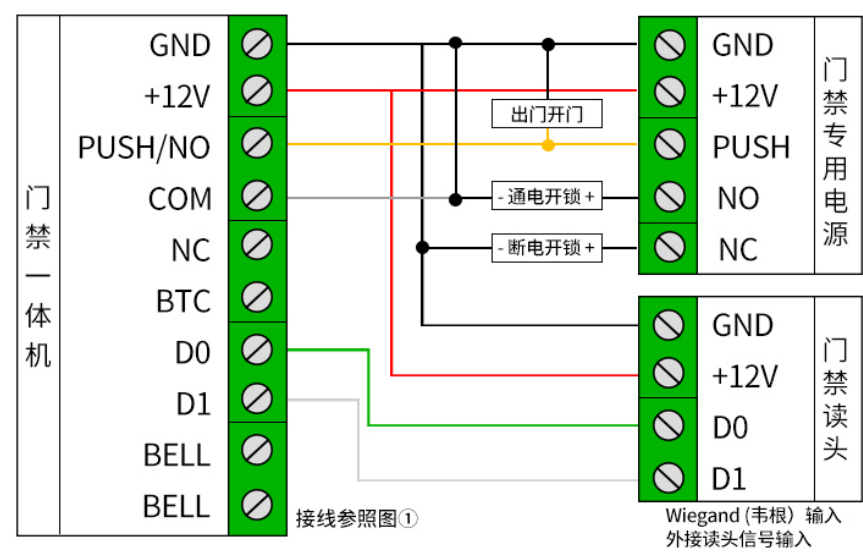 门禁一体机
GND
+12V
PUSH/NO
COM
NC
BTC
D0
D1
BELL
BELL
出门开门
- 通电开锁 +
- 断电开锁 +
GND
+12V
PUSH
NO
NC
门禁专用电源
GND
+12V
D0
D1
门禁读头
接线参照图①
Wiegand (韦根）输入
外接读头信号输入